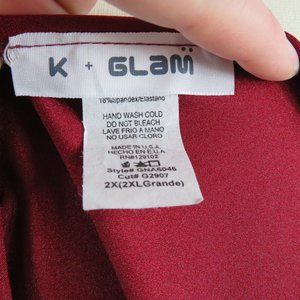 K + GLAM
18%Spandex/Elastano
HAND WASH COLD
DO NOT BLEACH
LAVE FRIO A MANO
NO USAR CLORO
MADE IN U.S.A.
HECHO EN E.U.A.
RN#129102
Style# GNA6046
Cut# G2907
2X(2XLGrande)